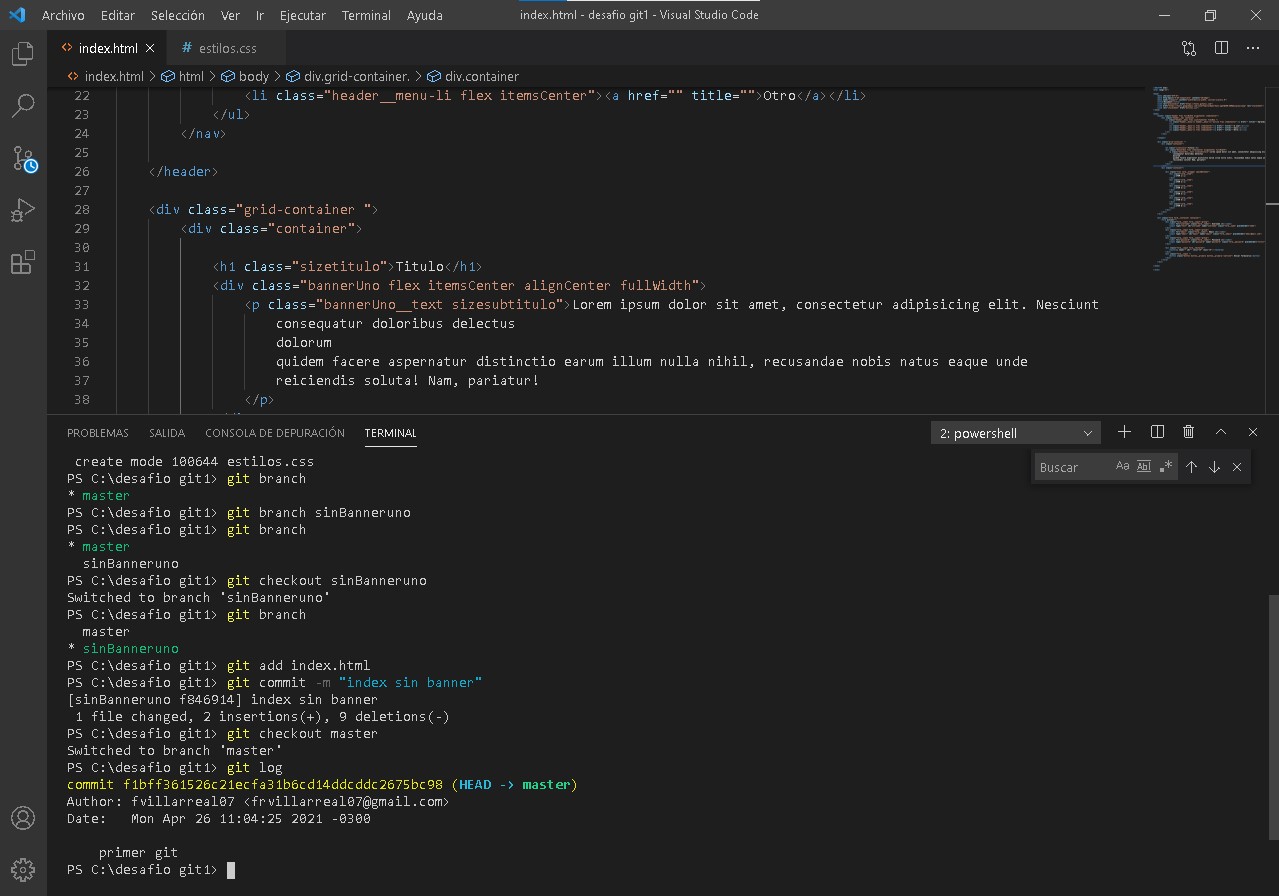 Archivo Editar Selección Ver Ir Ejecutar Terminal Ayuda index.html - desafio git1 - Visual Studio Code
<> index.html × # estilos.css
<> index.html > html > body > div.grid-container. > div.container
22 <li class="header__menu-li flex itemsCenter"><a href="" title="">Otro</a></li>
23 </ul>
24 </nav>
25
26 </header>
27
28 <div class="grid-container ">
29 <div class="container">
30
31 <h1 class="sizetitulo">Titulo</h1>
32 <div class="bannerUno flex itemsCenter alignCenter fullWidth">
33 <p class="bannerUno__text sizesubtitulo">Lorem ipsum dolor sit amet, consectetur adipisicing elit. Nesciunt
34 consequatur doloribus delectus
35 dolorum
36 quidem facere aspernatur distinctio earum illum nulla nihil, recusandae nobis natus eaque unde
37 reiciendis soluta! Nam, pariatur!
38 </p>
PROBLEMAS SALIDA CONSOLA DE DEPURACIÓN TERMINAL 2: powershell
Buscar Aa Abl .*
create mode 100644 estilos.css
PS C:\desafio git1> git branch
* master
PS C:\desafio git1> git branch sinBanneruno
PS C:\desafio git1> git branch
* master
sinBanneruno
PS C:\desafio git1> git checkout sinBanneruno
Switched to branch 'sinBanneruno'
PS C:\desafio git1> git branch
master
* sinBanneruno
PS C:\desafio git1> git add index.html
PS C:\desafio git1> git commit -m "index sin banner"
[sinBanneruno f846914] index sin banner
1 file changed, 2 insertions(+), 9 deletions(-)
PS C:\desafio git1> git checkout master
Switched to branch 'master'
PS C:\desafio git1> git log
commit f1bff361526c21ecfa31b6cd14ddcddc2675bc98 (HEAD -> master)
Author: fvillarreal07 <frvillarreal07@gmail.com>
Date: Mon Apr 26 11:04:25 2021 -0300
primer git
PS C:\desafio git1>